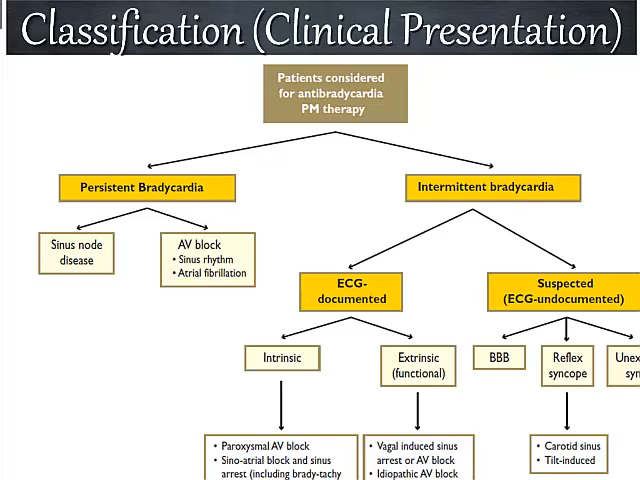 Classification (Clinical Presentation)
Patients considered
for antibradycardia
PM therapy
Persistent Bradycardia
Intermittent bradycardia
Sinus node
disease
AV block
• Sinus rhythm
• Atrial fibrillation
ECG-
documented
Suspected
(ECG-undocumented)
Intrinsic
Extrinsic
(functional)
BBB
Reflex
syncope
• Paroxysmal AV block
• Sino-atrial block and sinus
arrest (including brady-tachy
• Vagal induced sinus
arrest or AV block
• Idiopathic AV block
• Carotid sinus
• Tilt-induced